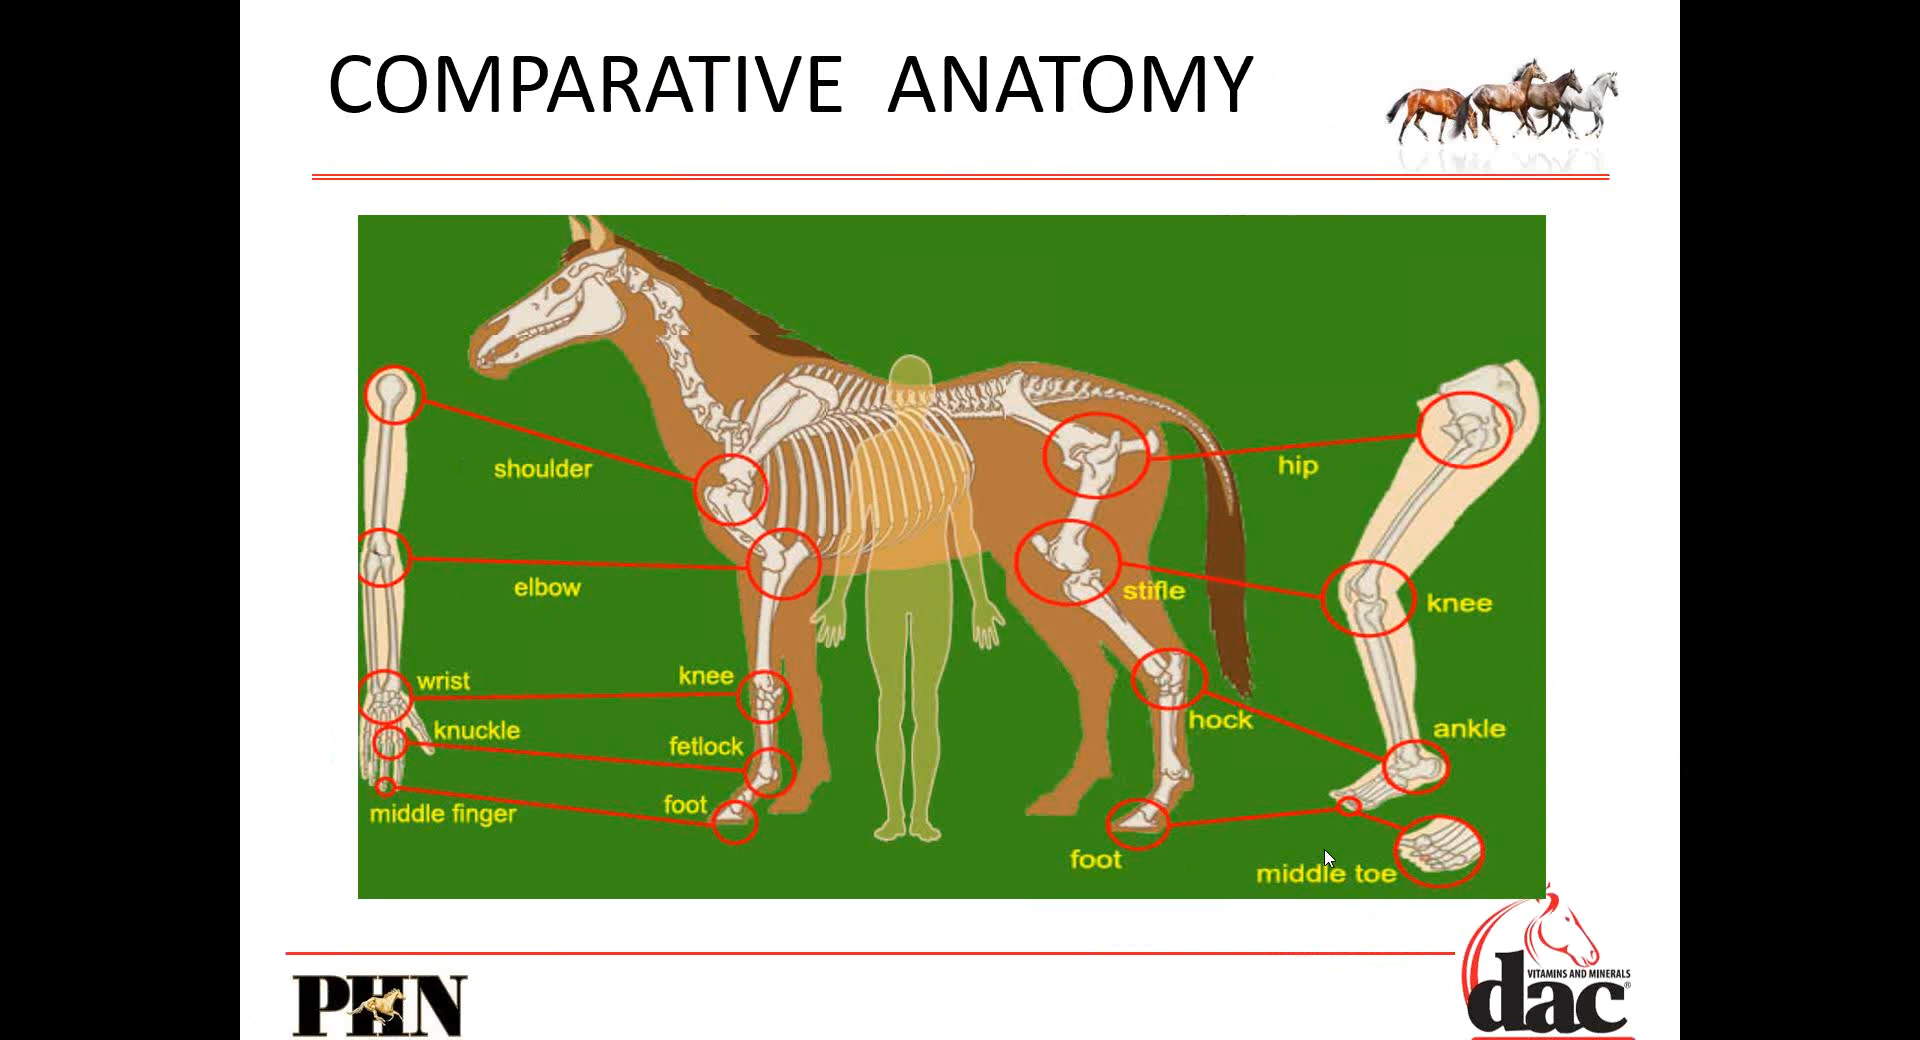 COMPARATIVE ANATOMY
shoulder
hip
elbow
stifle
knee
wrist
knee
knuckle
fetlock
hock
ankle
middle finger
foot
foot
middle toe
PHN
VITAMINS AND MINERALS
dac®